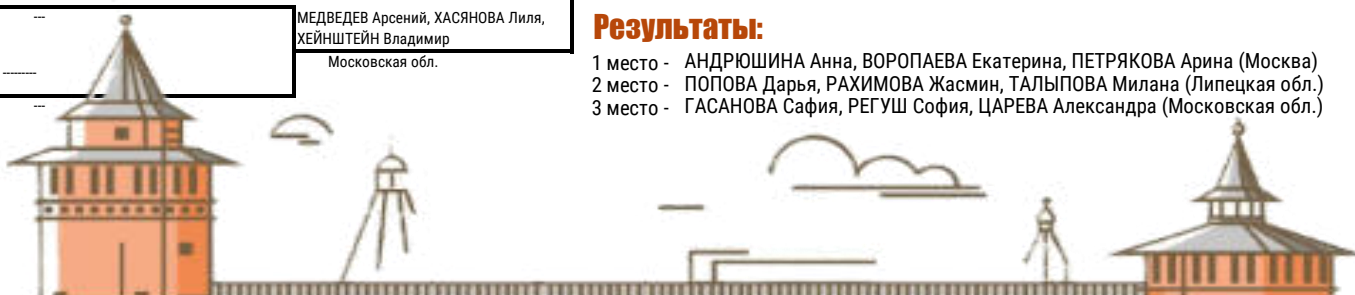 ---
МЕДВЕДЕВ Арсений, ХАСЯНОВА Лиля,
ХЕЙНШТЕЙН Владимир
Московская обл.
---------
---
Результаты:
1 место - АНДРЮШИНА Анна, ВОРОПАЕВА Екатерина, ПЕТРЯКОВА Арина (Москва)
2 место - ПОПОВА Дарья, РАХИМОВА Жасмин, ТАЛЫПОВА Милана (Липецкая обл.)
3 место - ГАСАНОВА Сафия, РЕГУШ София, ЦАРЕВА Александра (Московская обл.)